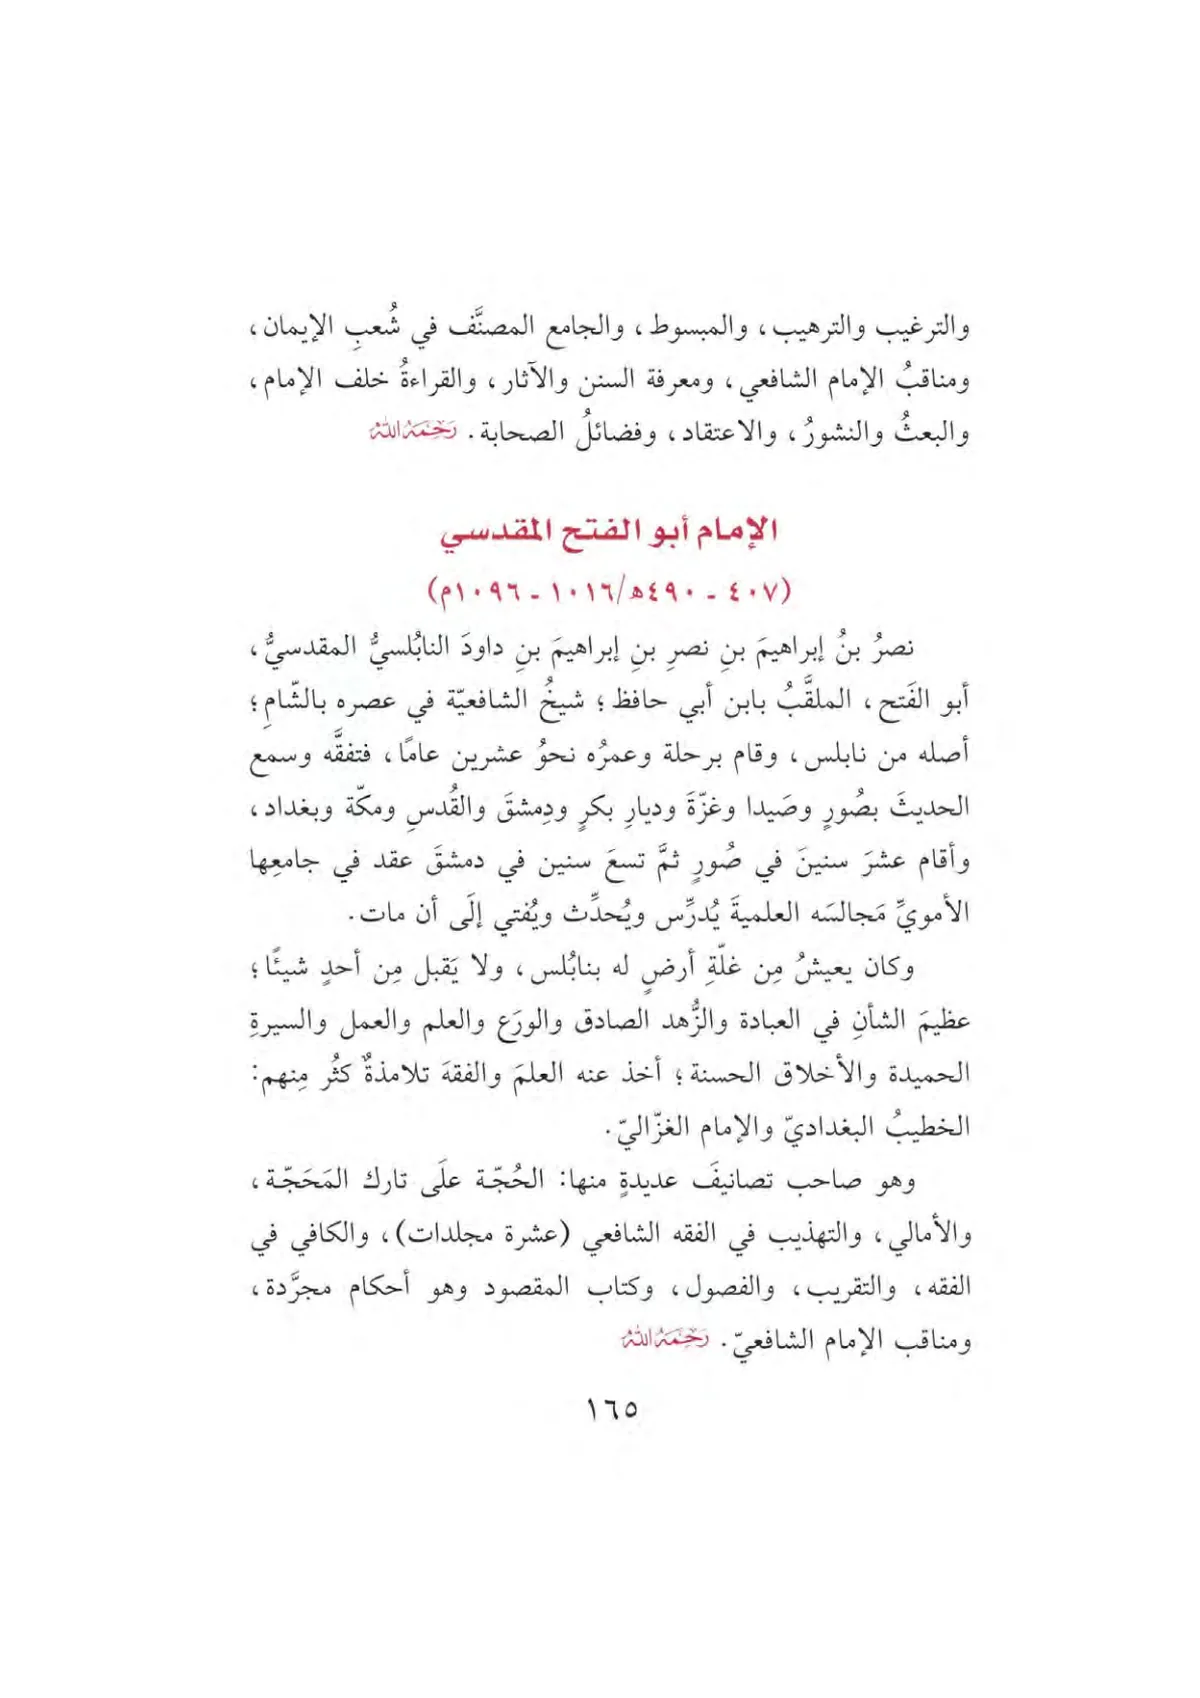 والترغيب والترهيب، والمبسوط، والجامع المصنَّف في شُعبِ الإيمان،
ومناقبُ الإمام الشافعي، ومعرفة السنن والآثار، والقراءةُ خلف الإمام،
والبعثُ والنشورُ، والاعتقاد، وفضائلُ الصحابة. رَحِمَهُ اللهُ
الإمام أبو الفتح المقدسي
(٤٠٧ - ٤٩٠هـ/١٠١٦ - ١٠٩٦م)
نصرُ بنُ إبراهيمَ بنِ نصرِ بنِ إبراهيمَ بنِ داودَ النابُلسيُّ المقدسيُّ،
أبو الفَتح، الملقَّبُ بابن أبي حافظ؛ شيخُ الشافعيّة في عصره بالشّامِ؛
أصله من نابلس، وقام برحلة وعمرُه نحوُ عشرين عامًا، فتفقَّه وسمع
الحديثَ بصُورٍ وصَيدا وغزّةَ وديارِ بكرٍ ودِمشقَ والقُدسِ ومكّة وبغداد،
وأقام عشرَ سنينَ في صُورٍ ثمَّ تسعَ سنين في دمشقَ عقد في جامعِها
الأمويِّ مَجالسَه العلميةَ يُدرِّس ويُحدِّث ويُفتي إلَى أن مات.
وكان يعيشُ مِن غلّةِ أرضٍ له بنابُلس، ولا يَقبل مِن أحدٍ شيئًا؛
عظيمَ الشأنِ في العبادة والزُّهد الصادق والورَع والعلم والعمل والسيرةِ
الحميدة والأخلاق الحسنة؛ أخذ عنه العلمَ والفقهَ تلامذةٌ كثُر مِنهم:
الخطيبُ البغداديّ والإمام الغزّاليّ.
وهو صاحب تصانيفَ عديدةٍ منها: الحُجّة علَى تارك المَحَجّة،
والأمالي، والتهذيب في الفقه الشافعي (عشرة مجلدات)، والكافي في
الفقه، والتقريب، والفصول، وكتاب المقصود وهو أحكام مجرَّدة،
ومناقب الإمام الشافعيّ. رَحِمَهُ اللهُ
١٦٥